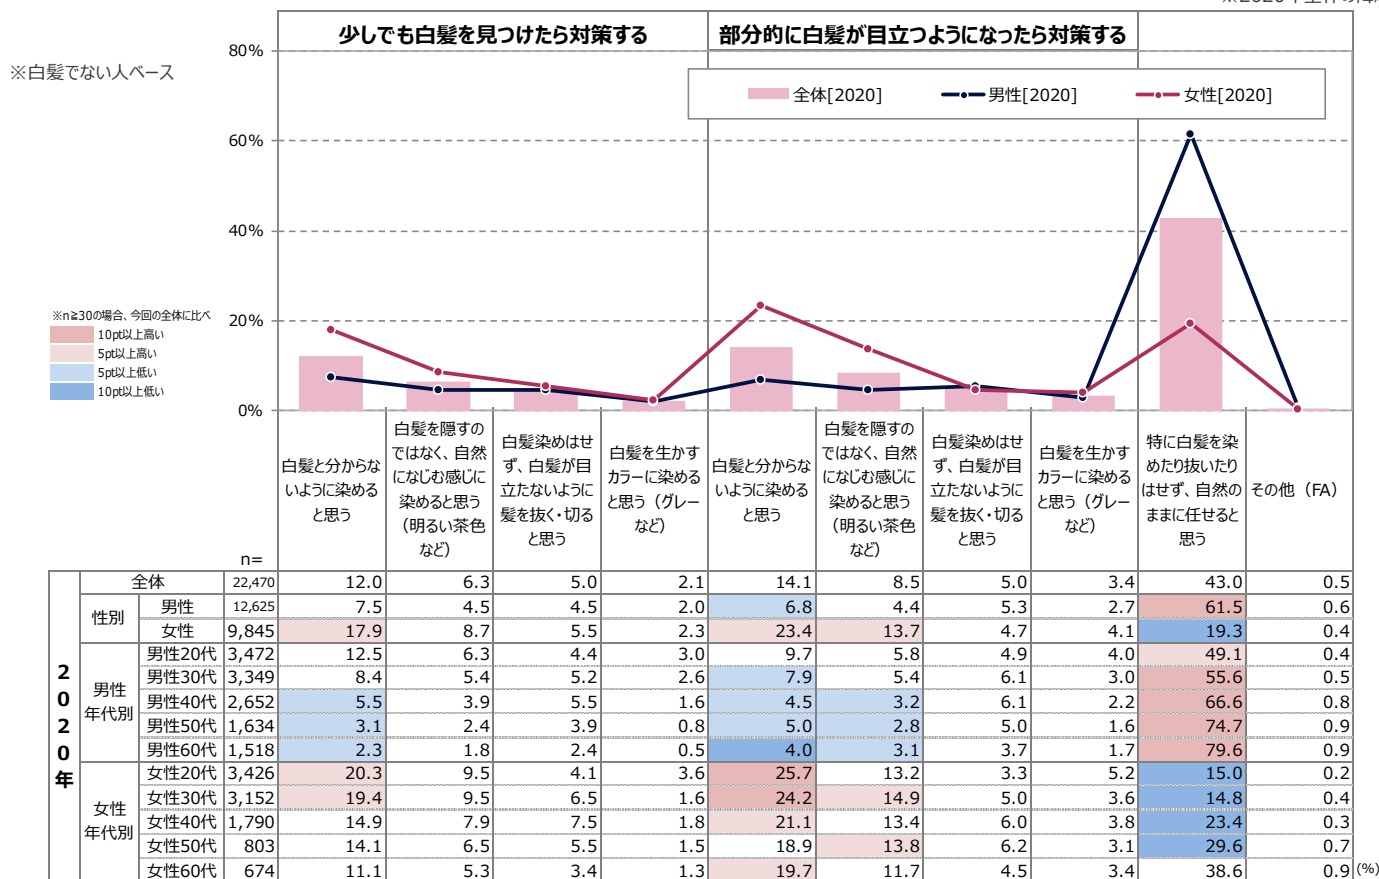 少しでも白髪を見つけたら対策する 部分的に白髪が目立つようになったら対策する
※白髪でない人ベース
80%
60%
40%
20%
0%
全体[2020] 男性[2020] 女性[2020]
※n≧30の場合、今回の全体に比べ
10pt以上高い
5pt以上高い
5pt以上低い
10pt以上低い
白髪と分からな
いように染める
と思う
白髪を隠すの
ではなく、自然
になじむ感じに
染めると思う
（明るい茶色
など）
白髪染めはせ
ず、白髪が目
立たないように
髪を抜く・切る
と思う
白髪を生かす
カラーに染める
と思う（グレー
など）
白髪と分からな
いように染める
と思う
白髪を隠すの
ではなく、自然
になじむ感じに
染めると思う
（明るい茶色
など）
白髪染めはせ
ず、白髪が目
立たないように
髪を抜く・切る
と思う
白髪を生かす
カラーに染める
と思う（グレー
など）
特に白髪を染
めたり抜いたり
はせず、自然の
ままに任せると
思う
その他（FA）
n=
2020年
全体 22,470 12.0 6.3 5.0 2.1 14.1 8.5 5.0 3.4 43.0 0.5
性別
男性 12,625 7.5 4.5 4.5 2.0 6.8 4.4 5.3 2.7 61.5 0.6
女性 9,845 17.9 8.7 5.5 2.3 23.4 13.7 4.7 4.1 19.3 0.4
男性
年代別
男性20代 3,472 12.5 6.3 4.4 3.0 9.7 5.8 4.9 4.0 49.1 0.4
男性30代 3,349 8.4 5.4 5.2 2.6 7.9 5.4 6.1 3.0 55.6 0.5
男性40代 2,652 5.5 3.9 5.5 1.6 4.5 3.2 6.1 2.2 66.6 0.8
男性50代 1,634 3.1 2.4 3.9 0.8 5.0 2.8 5.0 1.6 74.7 0.9
男性60代 1,518 2.3 1.8 2.4 0.5 4.0 3.1 3.7 1.7 79.6 0.9
女性
年代別
女性20代 3,426 20.3 9.5 4.1 3.6 25.7 13.2 3.3 5.2 15.0 0.2
女性30代 3,152 19.4 9.5 6.5 1.6 24.2 14.9 5.0 3.6 14.8 0.4
女性40代 1,790 14.9 7.9 7.5 1.8 21.1 13.4 6.0 3.8 23.4 0.3
女性50代 803 14.1 6.5 5.5 1.5 18.9 13.8 6.2 3.1 29.6 0.7
女性60代 674 11.1 5.3 3.4 1.3 19.7 11.7 4.5 3.4 38.6 0.9 (%)